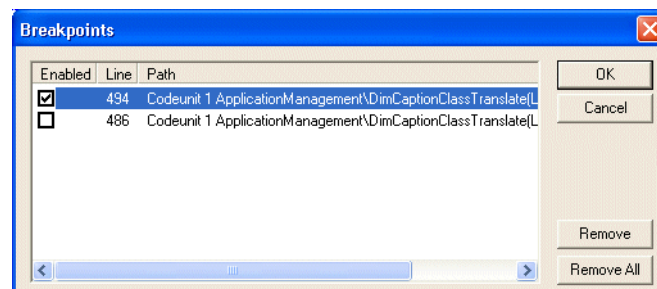 Breakpoints
Enabled Line Path
494 Codeunit 1 ApplicationManagement\DimCaptionClassTranslate(L
486 Codeunit 1 ApplicationManagement\DimCaptionClassTranslate(L
OK
Cancel
Remove
Remove All